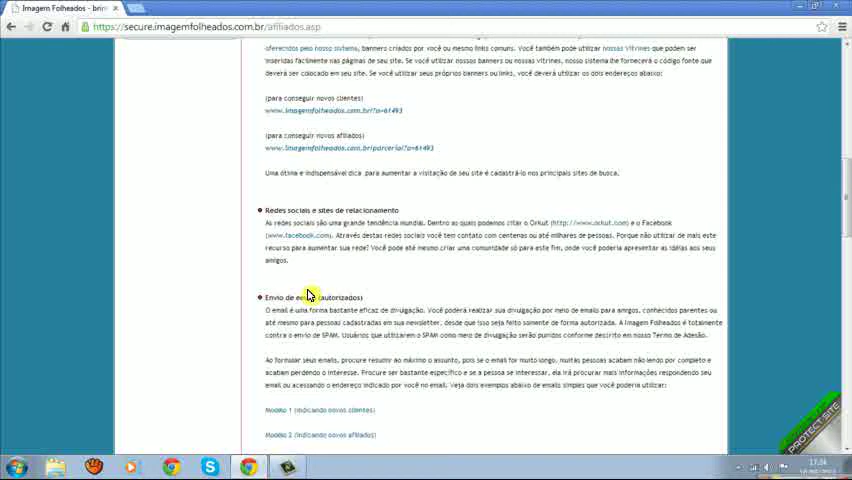 Imagem Folheados - brin
https://secure.imagemfolheados.com.br/afiliados.asp
oferecidos pelo nosso sistema, banners criados por você ou mesmo links comuns. Você também pode utilizar Nossas Vitrines que podem ser
inseridas facilmente nas páginas de seu site. Se você utilizar nossos banners ou nossas vitrines, nosso sistema lhe fornecerá o código fonte que
deverá ser colocado em seu site. Se você utilizar seus próprios banners ou links, você deverá utilizar os dois endereços abaixo:
(para conseguir novos clientes)
www.imagemfolheados.com.br/?a=61493
(para conseguir novos afiliados)
www.imagemfolheados.com.br/parceria/?a=61493
Uma ótima e indispensável dica para aumentar a visitação de seu site é cadastrá-lo nos principais sites de busca.
Redes sociais e sites de relacionamento
As redes sociais são uma grande tendência mundial. Dentro as quais podemos citar o Orkut (http://www.orkut.com) e o Facebook
(www.facebook.com). Através destas redes sociais você tem contato com centenas ou até milhares de pessoas. Porque não utilizar de mais este
recurso para aumentar sua rede? Você pode até mesmo criar uma comunidade só para este fim, onde você poderia apresentar as idéias aos seus
amigos.
Envio de (autorizados)
O email é uma forma bastante eficaz de divulgação. Você poderá realizar sua divulgação por meio de emails para amigos, conhecidos parentes ou
até mesmo para pessoas cadastradas em sua newsletter, desde que isso seja feito somente de forma autorizada. A Imagem Folheados é totalmente
contra o envio de SPAM. Usuários que utilizarem o SPAM como meio de divulgação serão punidos conforme descrito em nosso Termo de Adesão.
Ao formular seus emails, procure resumir ao máximo o assunto, pois se o email for muito longo, muitas pessoas acabam não lendo por completo e
acabam perdendo o interesse. Procure ser bastante específico e se a pessoa se interessar, ela irá procurar mais informações respondendo seu
email ou acessando o endereço indicado por você no email. Veja dois exemplos abaixo de emails simples que você poderia utilizar:
Modelo 1 (indicando novos clientes)
Modelo 2 (indicando novos afiliados)
PROTECT SITE